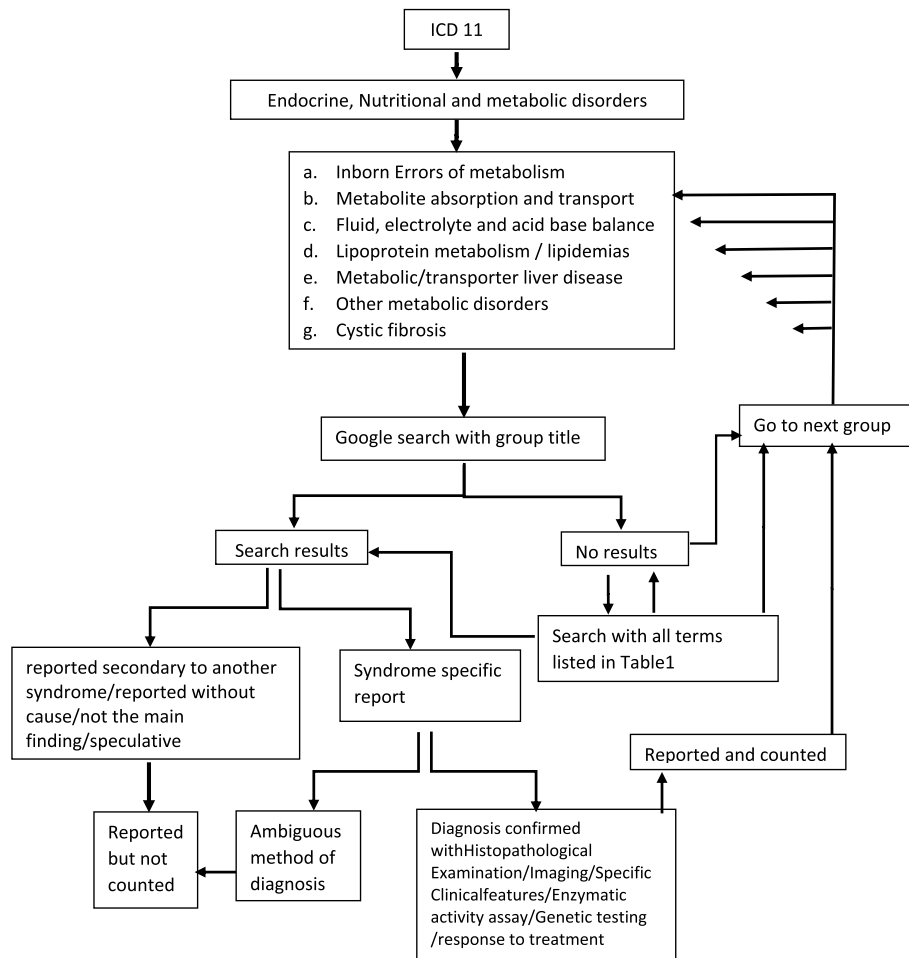 ICD 11
Endocrine, Nutritional and metabolic disorders
a. Inborn Errors of metabolism
b. Metabolite absorption and transport
c. Fluid, electrolyte and acid base balance
d. Lipoprotein metabolism / lipidemias
e. Metabolic/transporter liver disease
f. Other metabolic disorders
g. Cystic fibrosis
Google search with group title
Go to next group
Search results
No results
Search with all terms
listed in Table1
reported secondary to another
syndrome/reported without
cause/not the main
finding/speculative
Syndrome specific
report
Reported and counted
Reported
but not
counted
Ambiguous
method of
diagnosis
Diagnosis confirmed
withHistopathological
Examination/Imaging/Specific
Clinicalfeatures/Enzymatic
activity assay/Genetic testing
/response to treatment